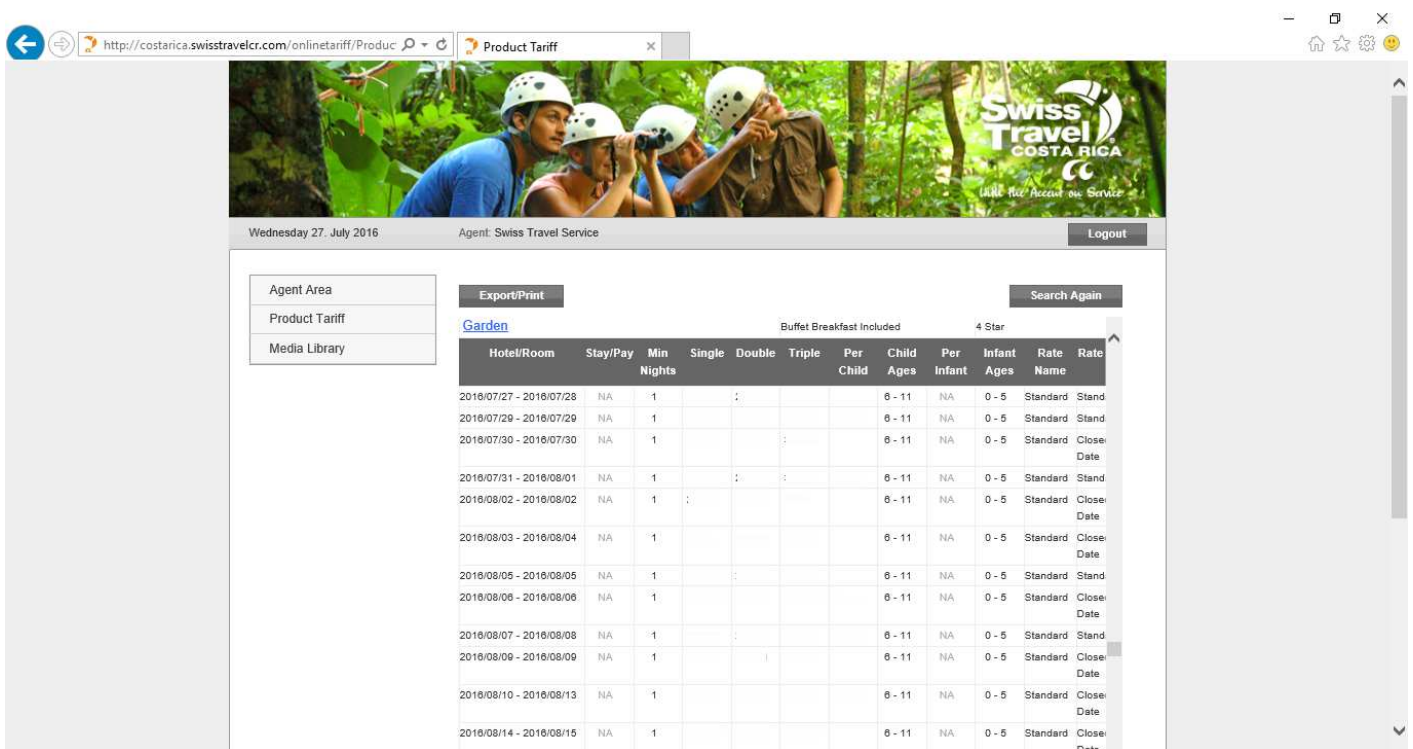 http://costarica.swisstravelcr.com/onlinetariff/Produc
Product Tariff
Swiss
Travel
COSTA RICA
With the Accent on Service
Wednesday 27. July 2016 Agent: Swiss Travel Service Logout
Agent Area
Product Tariff
Media Library
Export/Print Search Again
Garden Buffet Breakfast Included 4 Star
Hotel/Room Stay/Pay Min Nights Single Double Triple Per Child Child Ages Per Infant Infant Ages Rate Name Rate
2016/07/27 - 2016/07/28 NA 1 6 - 11 NA 0 - 5 Standard Stand
2016/07/29 - 2016/07/29 NA 1 6 - 11 NA 0 - 5 Standard Stand
2016/07/30 - 2016/07/30 NA 1 6 - 11 NA 0 - 5 Standard Close
Date
2016/07/31 - 2016/08/01 NA 1 6 - 11 NA 0 - 5 Standard Stand
2016/08/02 - 2016/08/02 NA 1 6 - 11 NA 0 - 5 Standard Close
Date
2016/08/03 - 2016/08/04 NA 1 6 - 11 NA 0 - 5 Standard Close
Date
2016/08/05 - 2016/08/05 NA 1 6 - 11 NA 0 - 5 Standard Stand
2016/08/06 - 2016/08/06 NA 1 6 - 11 NA 0 - 5 Standard Close
Date
2016/08/07 - 2016/08/08 NA 1 6 - 11 NA 0 - 5 Standard Stand
2016/08/09 - 2016/08/09 NA 1 6 - 11 NA 0 - 5 Standard Close
Date
2016/08/10 - 2016/08/13 NA 1 6 - 11 NA 0 - 5 Standard Close
Date
2016/08/14 - 2016/08/15 NA 1 6 - 11 NA 0 - 5 Standard Close